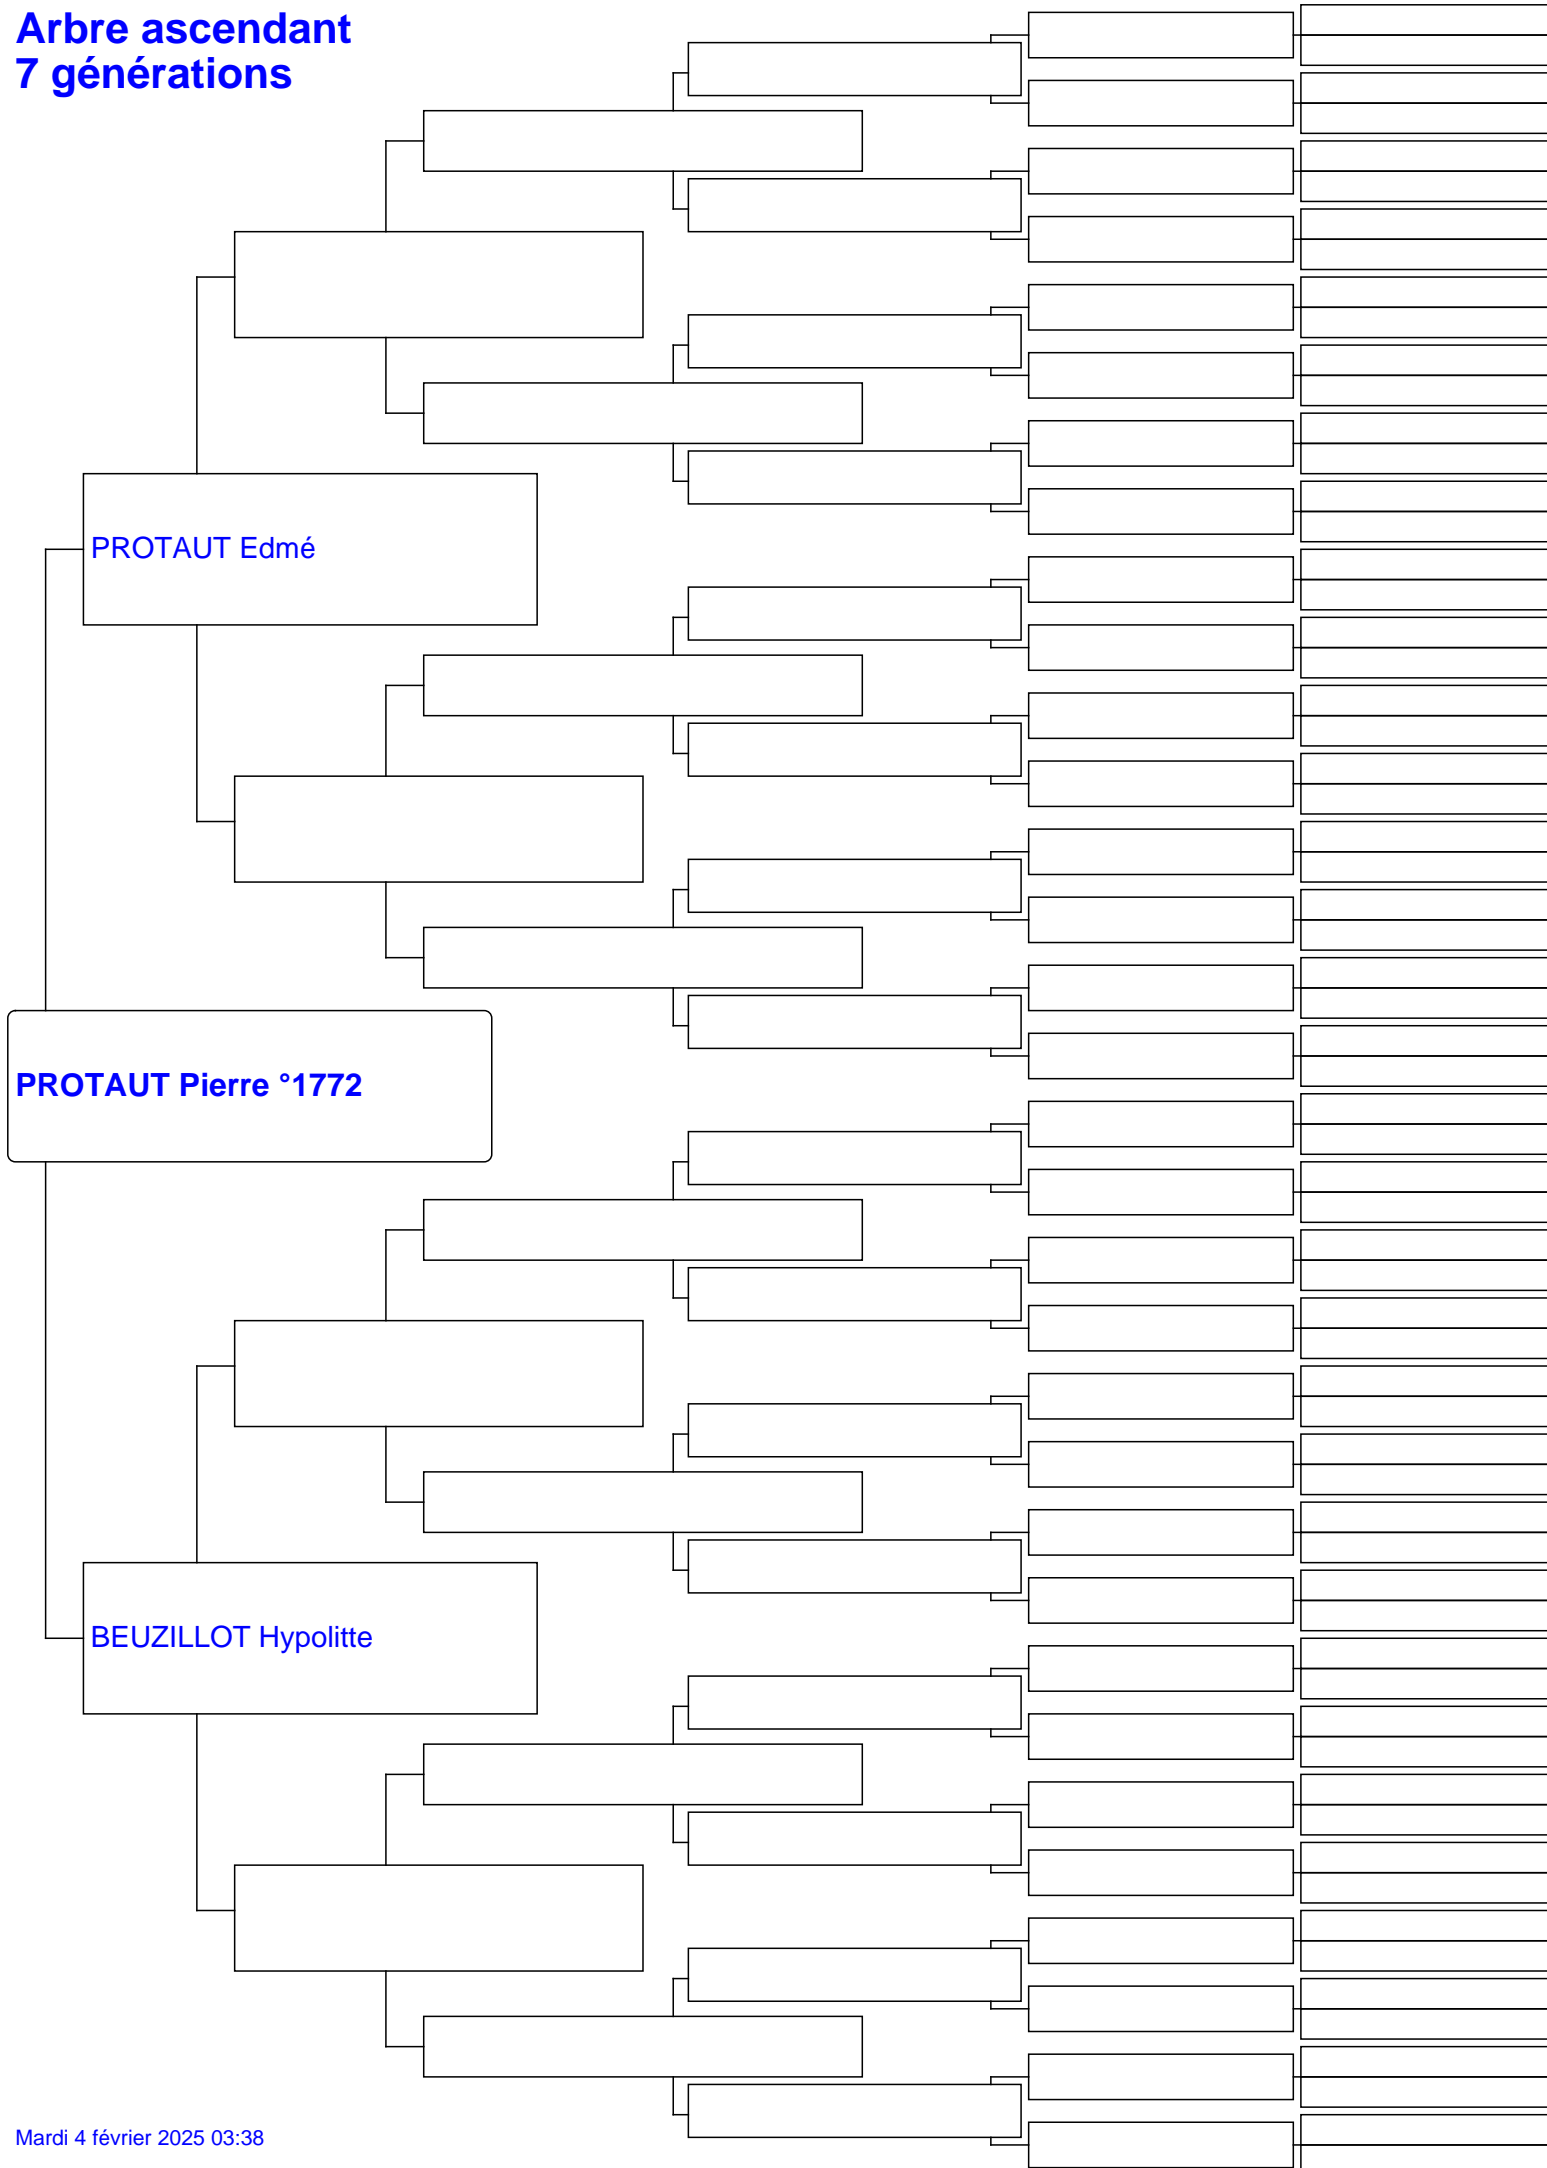 Arbre ascendant
7 générations
PROTAUT Edmé
PROTAUT Pierre °1772
BEUZILLOT Hypolitte
Mardi 4 février 2025 03:38